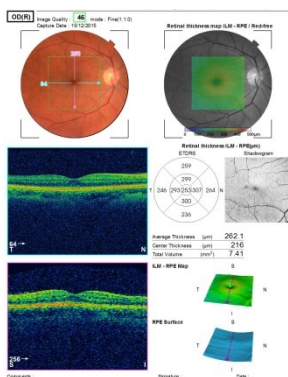 OD(R) Image Quality : 46 mode : Fine(1.1.0)
Capture Date : 19/12/2015
Retinal thickness map ILM - RPE / Red-free
Retinal thickness ILM - RPE(μm)
ETDRS
Shadowgram
259
299
T 246 293 253 307 264 N
300
236
64
T N
Average Thickness (μm) 262.1
Center Thickness (μm) 216
Total Volume (mm³) 7.41
ILM - RPE Map
S
T N
I
RPE Surface
S
T N
I
256
S I
Comments : Signature : Date :